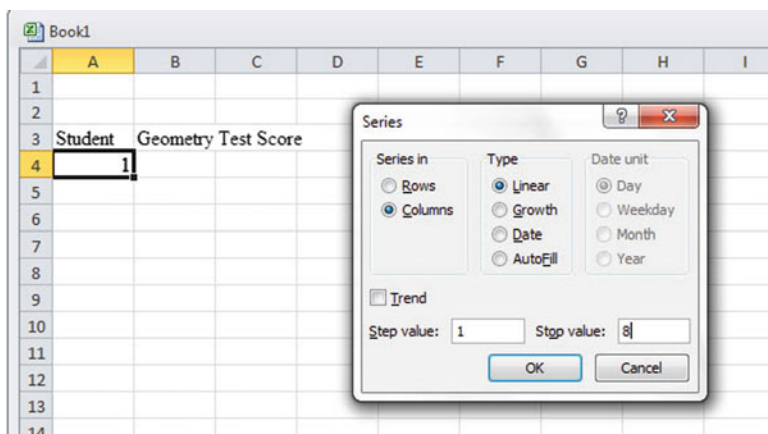 Book1
A B C D E F G H I
1
2
3 Student Geometry Test Score
4 1
5
6
7
8
9
10
11
12
13
14
Series
Series in Type Date unit
Rows Linear Day
Columns Growth Weekday
Date Month
AutoFill Year
Trend
Step value: 1 Stop value: 8
OK Cancel